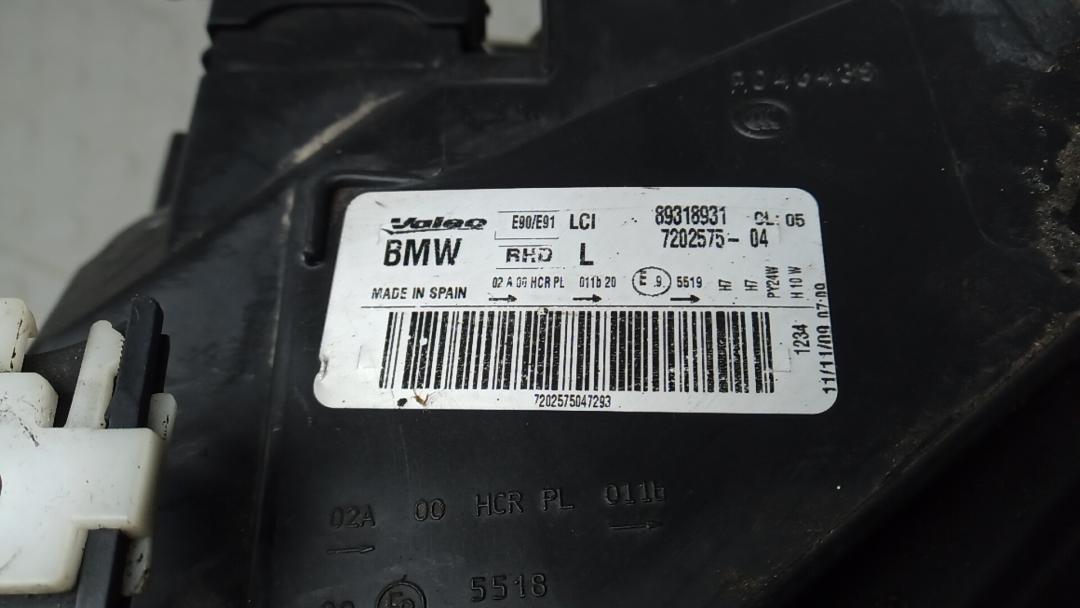 CCC
Valeo E90/E91 LCI 89318931 CL: 05
BMW RHD L 7202575- 04
MADE IN SPAIN 02 A 00 HCR PL 011b 20 E 9 5519 H7 H7 PY24W H 10 W
1234
11/11/09 07:09
7202575047293
02A 00 HCR PL 011b
5518